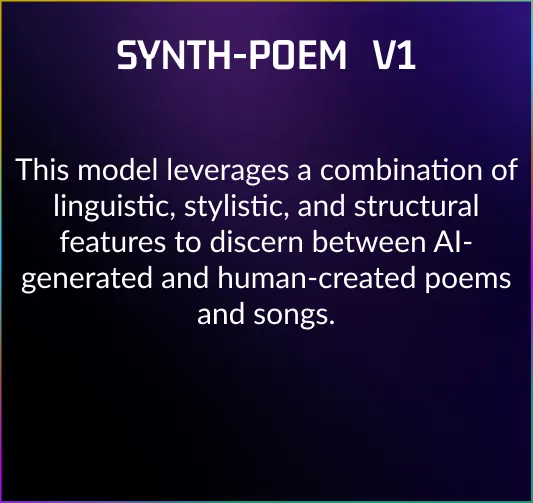 SYNTH-POEM V1
This model leverages a combination of
linguistic, stylistic, and structural
features to discern between AI-
generated and human-created poems
and songs.